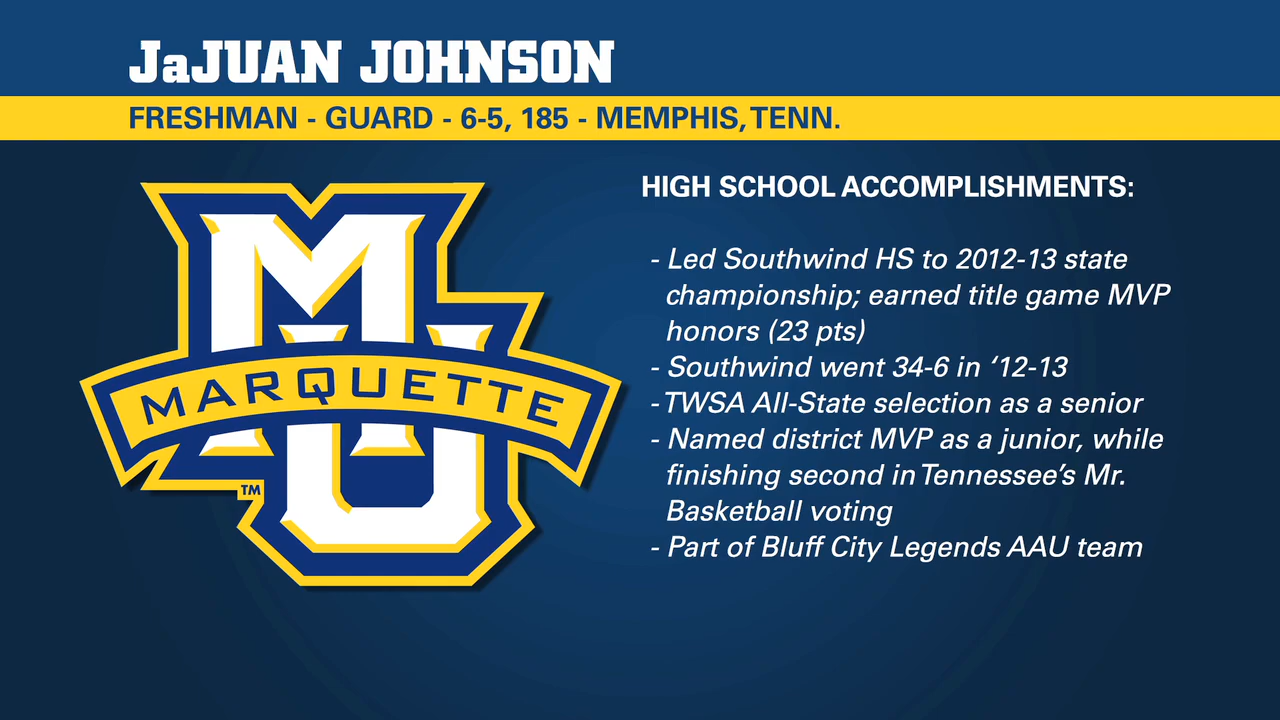 JaJUAN JOHNSON
FRESHMAN - GUARD - 6-5, 185 - MEMPHIS, TENN.
MU
MARQUETTE
TM
HIGH SCHOOL ACCOMPLISHMENTS:
- Led Southwind HS to 2012-13 state
championship; earned title game MVP
honors (23 pts)
- Southwind went 34-6 in ‘12-13
- TWSA All-State selection as a senior
- Named district MVP as a junior, while
finishing second in Tennessee’s Mr.
Basketball voting
- Part of Bluff City Legends AAU team